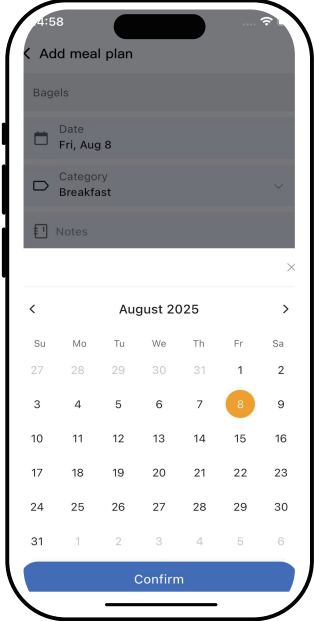 4:58
Add meal plan
Bagels
Date
Fri, Aug 8
Category
Breakfast
Notes
August 2025
Su Mo Tu We Th Fr Sa
27 28 29 30 31 1 2
3 4 5 6 7 8 9
10 11 12 13 14 15 16
17 18 19 20 21 22 23
24 25 26 27 28 29 30
31 1 2 3 4 5 6
Confirm